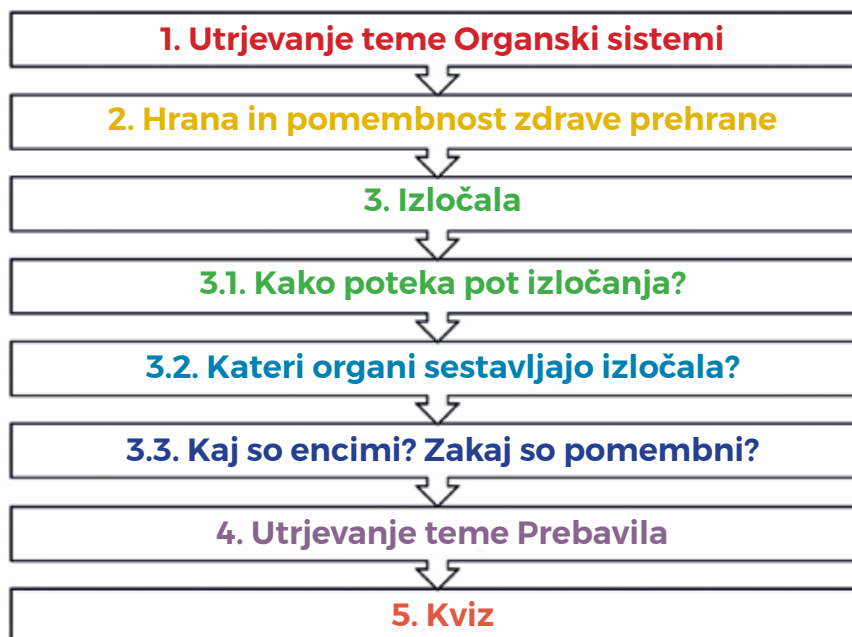 1. Utrjevanje teme Organski sistemi
2. Hrana in pomembnost zdrave prehrane
3. Izločala
3.1. Kako poteka pot izločanja?
3.2. Kateri organi sestavljajo izločala?
3.3. Kaj so encimi? Zakaj so pomembni?
4. Utrjevanje teme Prebavila
5. Kviz